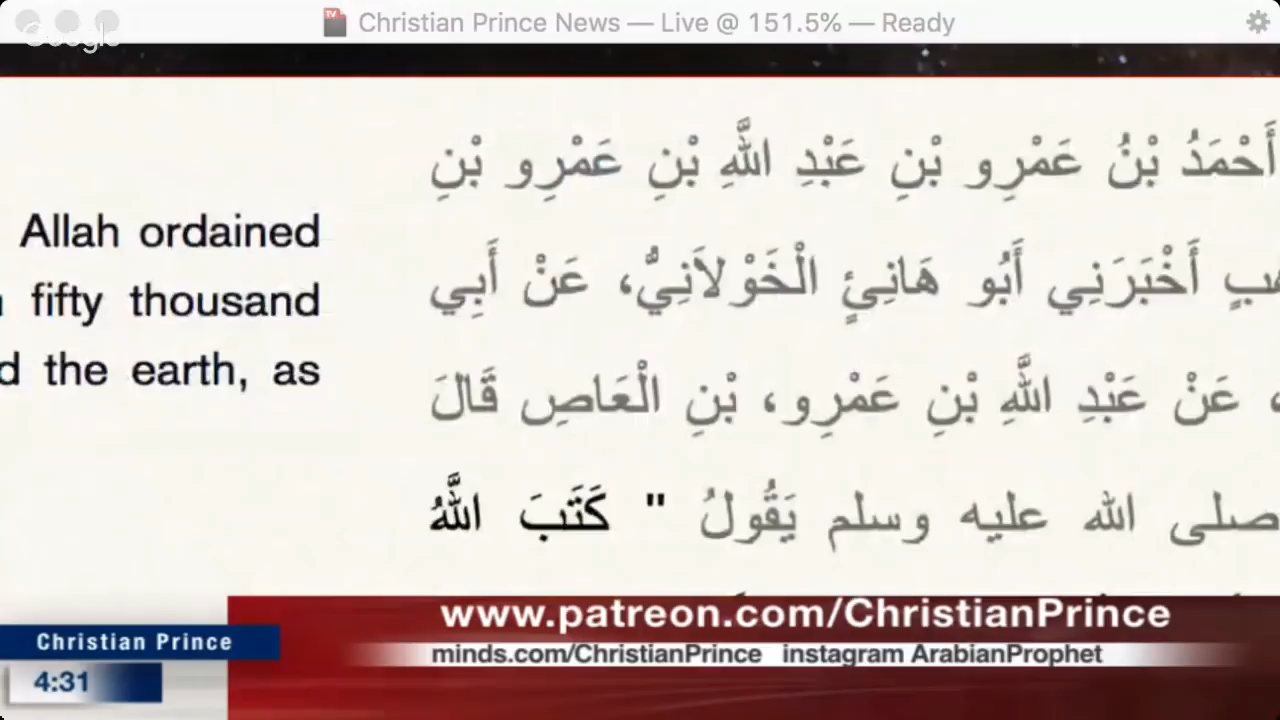 Christian Prince News — Live @ 151.5% — Ready
Google
Allah ordained
fifty thousand
the earth, as
أَحْمَدُ بْنُ عَمْرِو بْنِ عَبْدِ اللَّهِ بْنِ عَمْرِو بْنِ
أَخْبَرَنِي أَبُو هَانِئٍ الْخَوْلاَنِيُّ، عَنْ أَبِي
، عَنْ عَبْدِ اللَّهِ بْنِ عَمْرِو، بْنِ الْعَاصِ قَالَ
صلى الله عليه وسلم يَقُولُ " كَتَبَ اللَّهُ
www.patreon.com/ChristianPrince
minds.com/ChristianPrince instagram ArabianProphet
Christian Prince
4:31